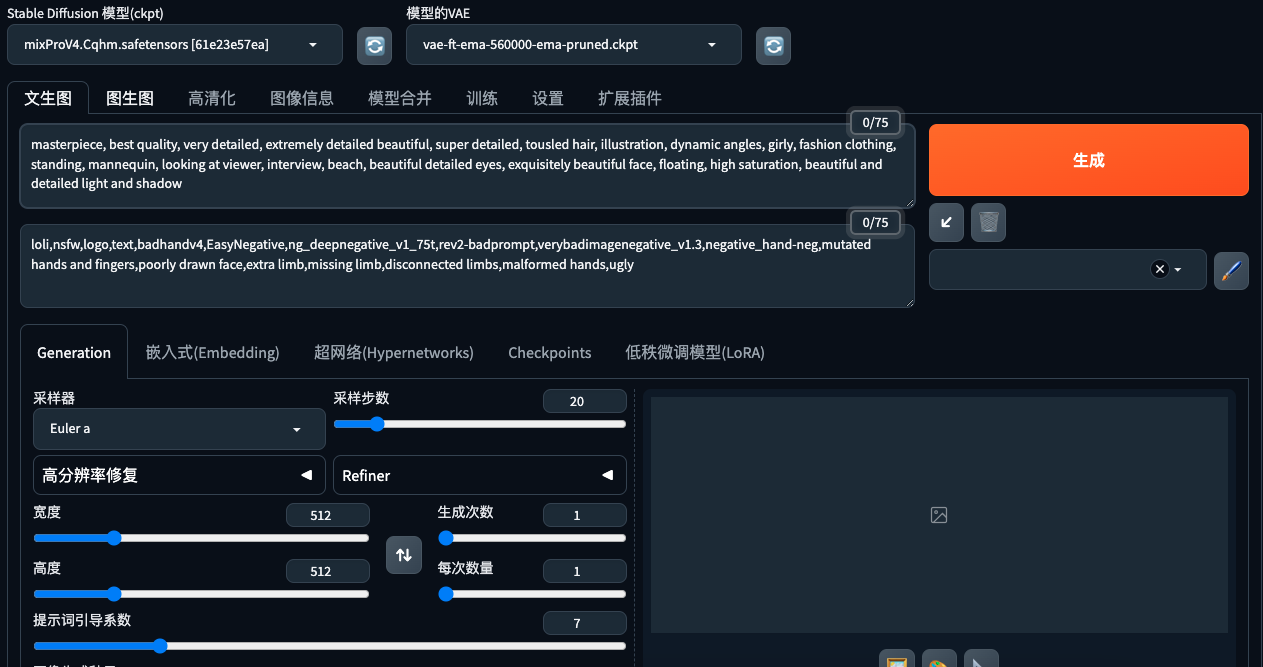 Stable Diffusion 模型(ckpt)
模型的VAE
mixProV4.Cqhm.safetensors [61e23e57ea]
vae-ft-ema-560000-ema-pruned.ckpt
文生图
图生图
高清化
图像信息
模型合并
训练
设置
扩展插件
0/75
masterpiece, best quality, very detailed, extremely detailed beautiful, super detailed, tousled hair, illustration, dynamic angles, girly, fashion clothing,
standing, mannequin, looking at viewer, interview, beach, beautiful detailed eyes, exquisitely beautiful face, floating, high saturation, beautiful and
detailed light and shadow
生成
0/75
loli,nsfw,logo,text,badhandv4,EasyNegative,ng_deepnegative_v1_75t,rev2-badprompt,verybadimagenegative_v1.3,negative_hand-neg,mutated
hands and fingers,poorly drawn face,extra limb,missing limb,disconnected limbs,malformed hands,ugly
Generation
嵌入式(Embedding)
超网络(Hypernetworks)
Checkpoints
低秩微调模型(LoRA)
采样器
采样步数
20
Euler a
高分辨率修复
Refiner
宽度
512
生成次数
1
高度
512
每次数量
1
提示词引导系数
7